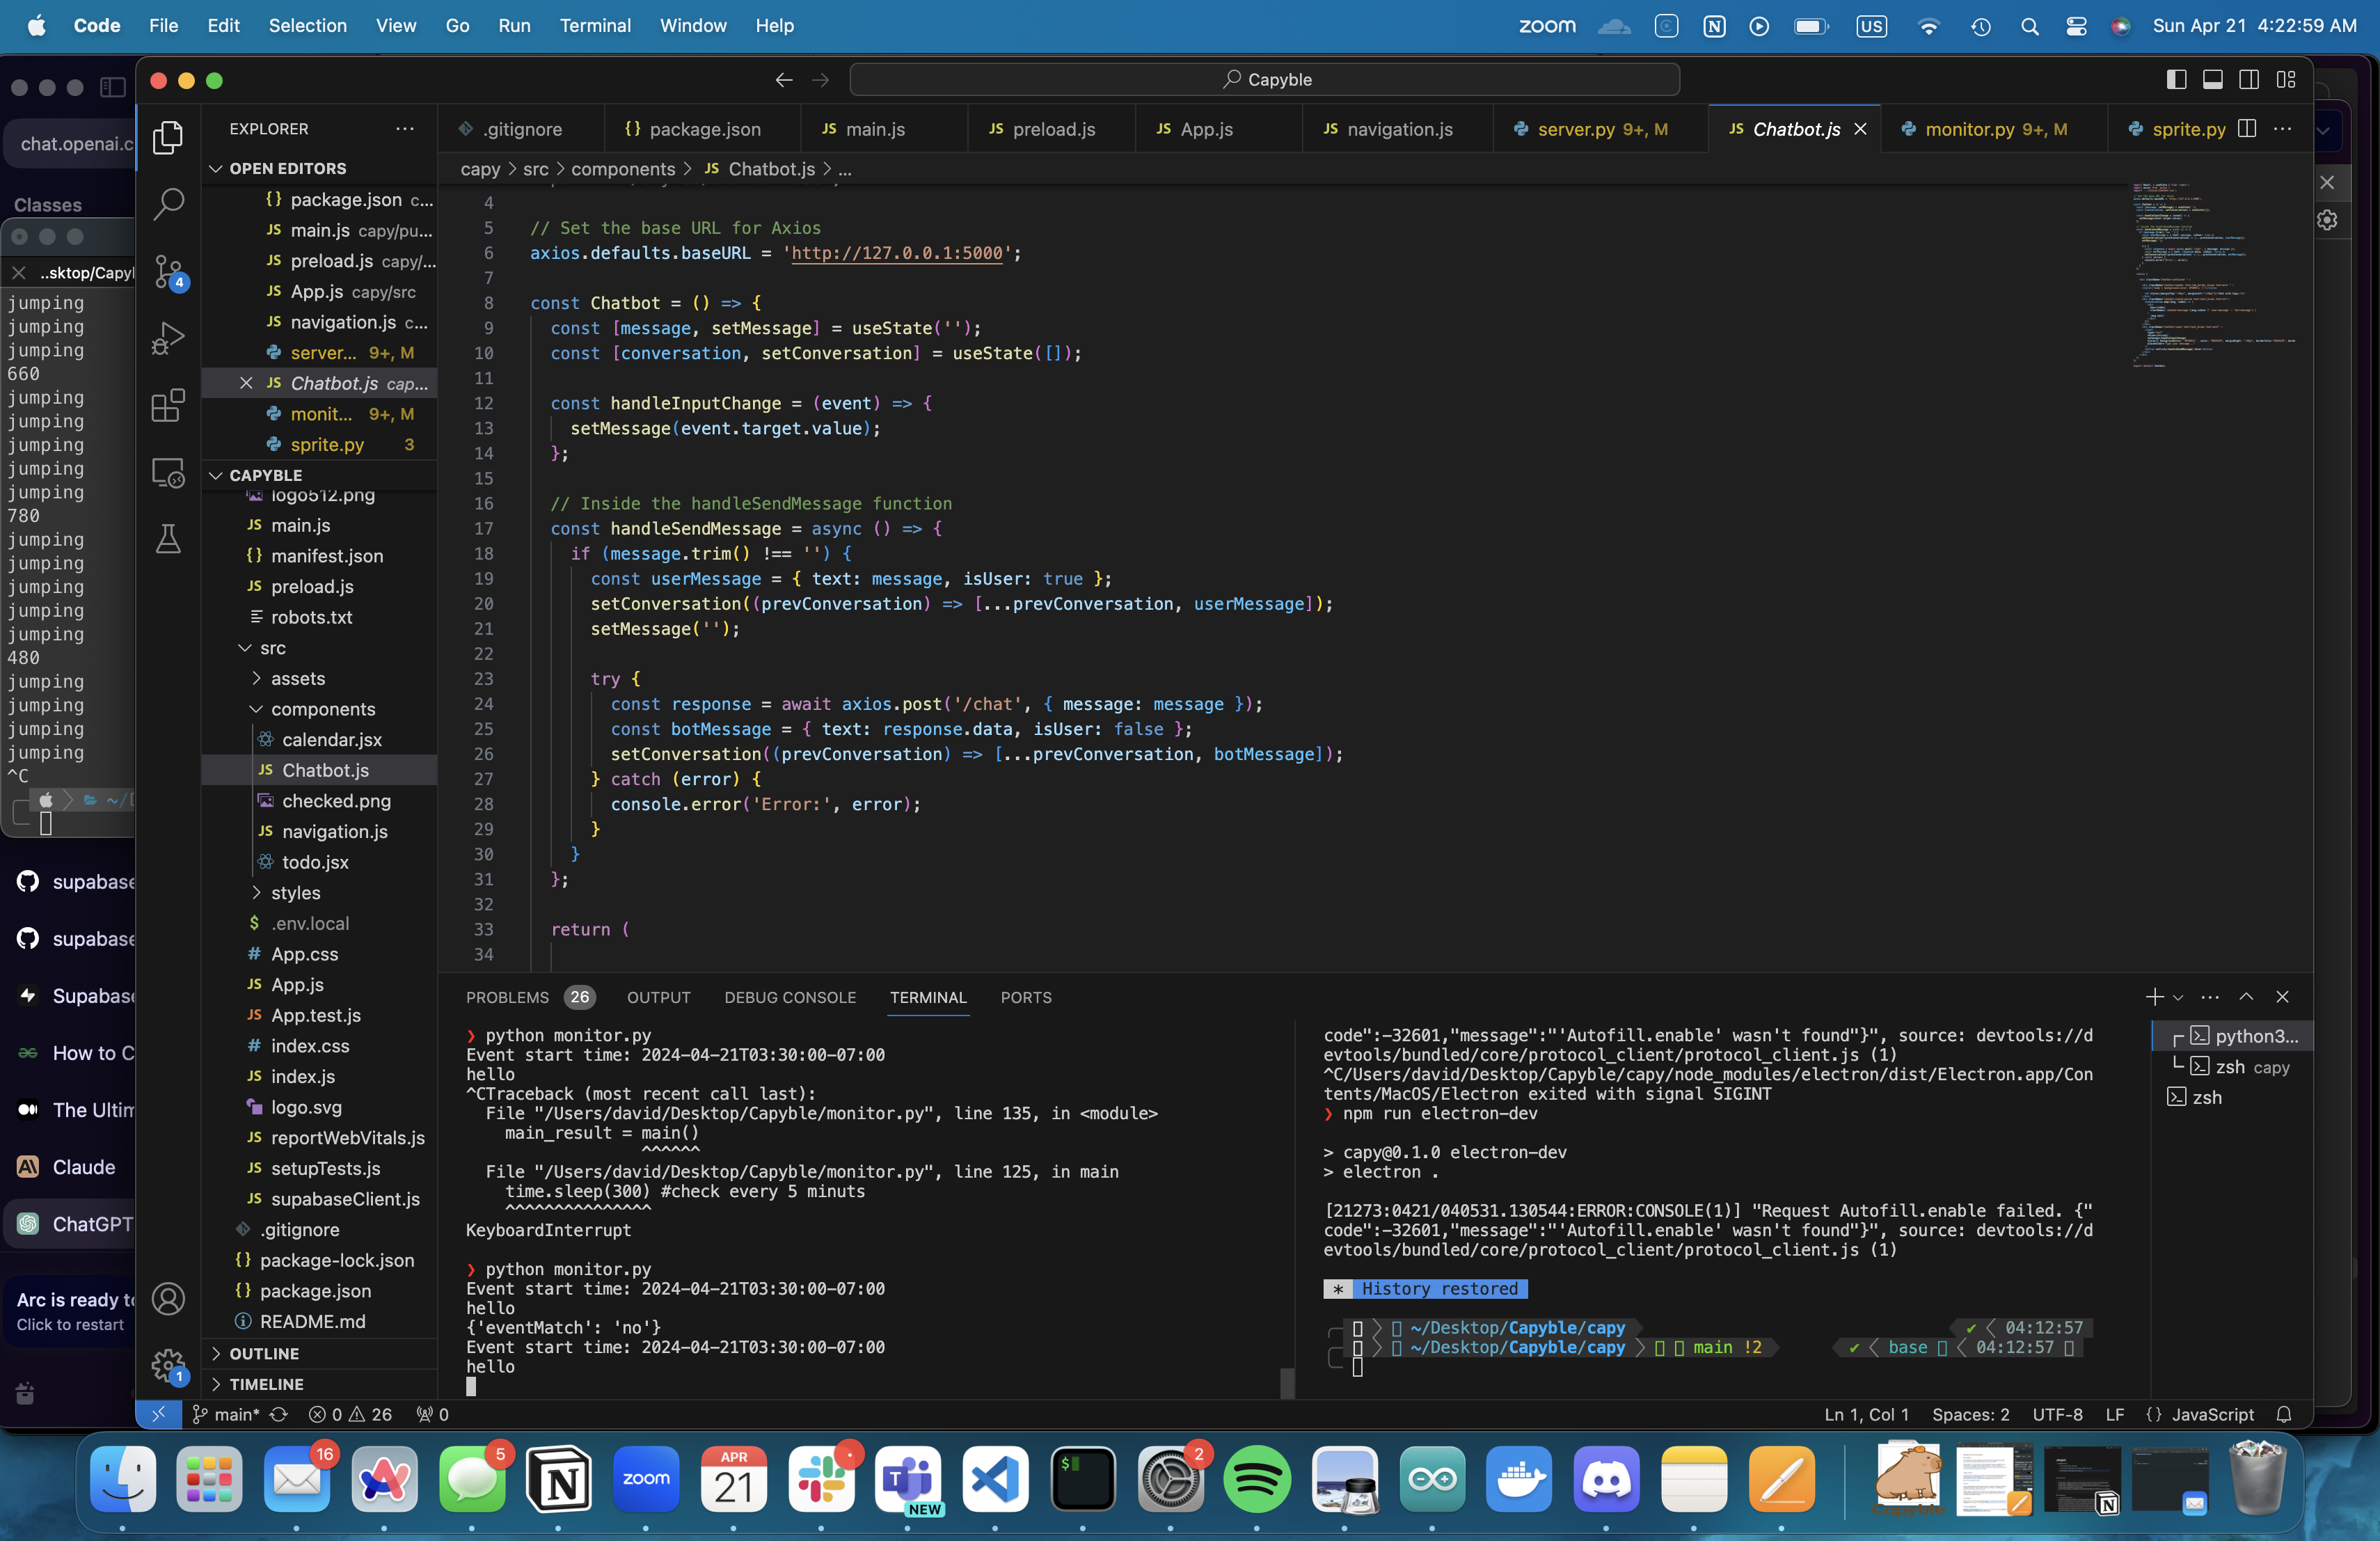 Code File Edit Selection View Go Run Terminal Window Help
zoom US Sun Apr 21 4:22:59 AM
chat.openai.c
Classes
..sktop/Capyl
jumping
jumping
jumping
660
jumping
jumping
jumping
jumping
jumping
780
jumping
jumping
jumping
jumping
jumping
480
jumping
jumping
jumping
jumping
^C
~/
supabase
supabase
Supabase
How to C
The Ultim
Claude
ChatGPT
Arc is ready to
Click to restart
Capyble
EXPLORER
OPEN EDITORS
package.json c...
main.js capy/pu...
preload.js capy/...
App.js capy/src
navigation.js c...
server... 9+, M
Chatbot.js cap...
monit... 9+, M
sprite.py 3
CAPYBLE
logo512.png
main.js
manifest.json
preload.js
robots.txt
src
assets
components
calendar.jsx
Chatbot.js
checked.png
navigation.js
todo.jsx
styles
.env.local
App.css
App.js
App.test.js
index.css
index.js
logo.svg
reportWebVitals.js
setupTests.js
supabaseClient.js
.gitignore
package-lock.json
package.json
README.md
OUTLINE
TIMELINE
4
1
.gitignore package.json main.js preload.js App.js navigation.js server.py 9+, M Chatbot.js monitor.py 9+, M sprite.py
capy > src > components > JS Chatbot.js > ...
4
5 // Set the base URL for Axios
6 axios.defaults.baseURL = 'http://127.0.0.1:5000';
7
8 const Chatbot = () => {
9 const [message, setMessage] = useState('');
10 const [conversation, setConversation] = useState([]);
11
12 const handleInputChange = (event) => {
13 setMessage(event.target.value);
14 };
15
16 // Inside the handleSendMessage function
17 const handleSendMessage = async () => {
18 if (message.trim() !== '') {
19 const userMessage = { text: message, isUser: true };
20 setConversation((prevConversation) => [...prevConversation, userMessage]);
21 setMessage('');
22
23 try {
24 const response = await axios.post('/chat', { message: message });
25 const botMessage = { text: response.data, isUser: false };
26 setConversation((prevConversation) => [...prevConversation, botMessage]);
27 } catch (error) {
28 console.error('Error:', error);
29 }
30 }
31 };
32
33 return (
34
PROBLEMS 26 OUTPUT DEBUG CONSOLE TERMINAL PORTS
❯ python monitor.py
Event start time: 2024-04-21T03:30:00-07:00
hello
^CTraceback (most recent call last):
File "/Users/david/Desktop/Capyble/monitor.py", line 135, in <module>
main_result = main()
^^^^^^
File "/Users/david/Desktop/Capyble/monitor.py", line 125, in main
time.sleep(300) #check every 5 minuts
^^^^^^^^^^^^^^^
KeyboardInterrupt
❯ python monitor.py
Event start time: 2024-04-21T03:30:00-07:00
hello
{'eventMatch': 'no'}
Event start time: 2024-04-21T03:30:00-07:00
hello
code":-32601,"message":"'Autofill.enable' wasn't found"}", source: devtools://d
evtools/bundled/core/protocol_client/protocol_client.js (1)
^C/Users/david/Desktop/Capyble/capy/node_modules/electron/dist/Electron.app/Con
tents/MacOS/Electron exited with signal SIGINT
❯ npm run electron-dev
> capy@0.1.0 electron-dev
> electron .
[21273:0421/040531.130544:ERROR:CONSOLE(1)] "Request Autofill.enable failed. {"
code":-32601,"message":"'Autofill.enable' wasn't found"}", source: devtools://d
evtools/bundled/core/protocol_client/protocol_client.js (1)
* History restored
~/Desktop/Capyble/capy ✔ 04:12:57
~/Desktop/Capyble/capy main !2 ✔ base 04:12:57
python3...
zsh capy
zsh
main* 0 26 0
Ln 1, Col 1 Spaces: 2 UTF-8 LF {} JavaScript
16
5
zoom
APR
21
NEW
2
Capyble